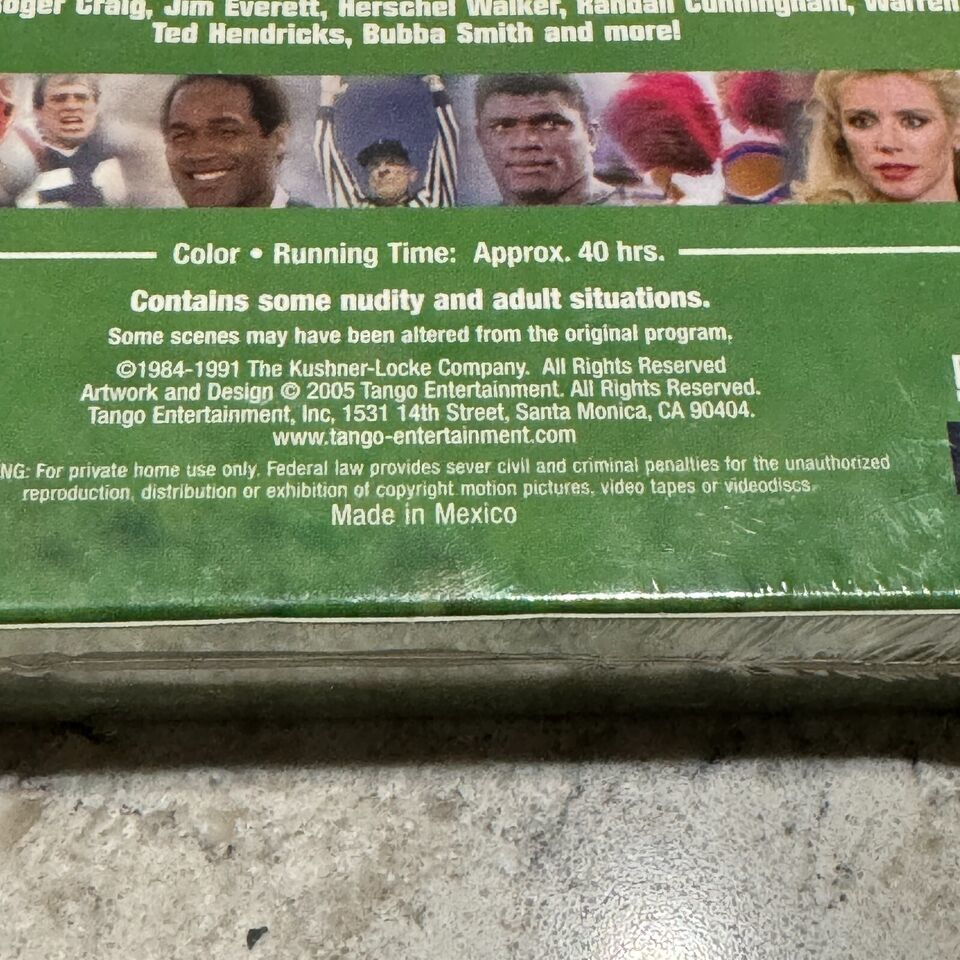 Craig, Jim Everett, Herschel Walker, Randall Cunningham, Warren
Ted Hendricks, Bubba Smith and more!
Color • Running Time: Approx. 40 hrs.
Contains some nudity and adult situations.
Some scenes may have been altered from the original program.
©1984-1991 The Kushner-Locke Company. All Rights Reserved
Artwork and Design © 2005 Tango Entertainment. All Rights Reserved.
Tango Entertainment, Inc, 1531 14th Street, Santa Monica, CA 90404.
www.tango-entertainment.com
NG: For private home use only. Federal law provides sever civil and criminal penalties for the unauthorized
reproduction, distribution or exhibition of copyright motion pictures, video tapes or videodiscs.
Made in Mexico